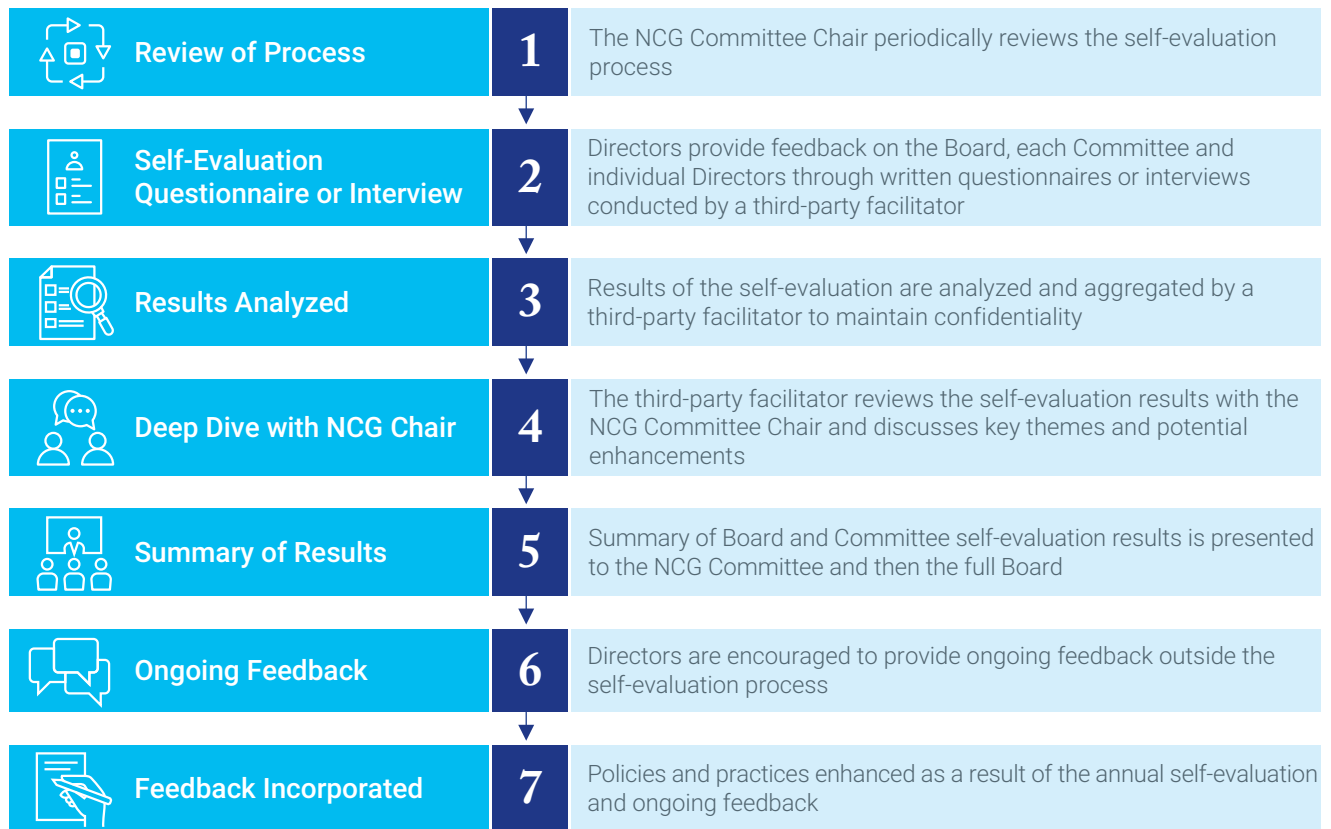 Review of Process
1
The NCG Committee Chair periodically reviews the self-evaluation
process
Self-Evaluation
Questionnaire or Interview
2
Directors provide feedback on the Board, each Committee and
individual Directors through written questionnaires or interviews
conducted by a third-party facilitator
Results Analyzed
3
Results of the self-evaluation are analyzed and aggregated by a
third-party facilitator to maintain confidentiality
Deep Dive with NCG Chair
4
The third-party facilitator reviews the self-evaluation results with the
NCG Committee Chair and discusses key themes and potential
enhancements
Summary of Results
5
Summary of Board and Committee self-evaluation results is presented
to the NCG Committee and then the full Board
Ongoing Feedback
6
Directors are encouraged to provide ongoing feedback outside the
self-evaluation process
Feedback Incorporated
7
Policies and practices enhanced as a result of the annual self-evaluation
and ongoing feedback